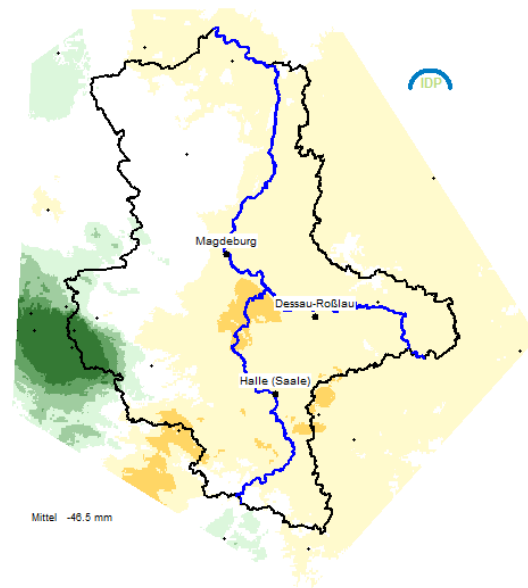 IDP
Magdeburg
Dessau-Roßlau
Halle (Saale)
Mittel -46.5 mm